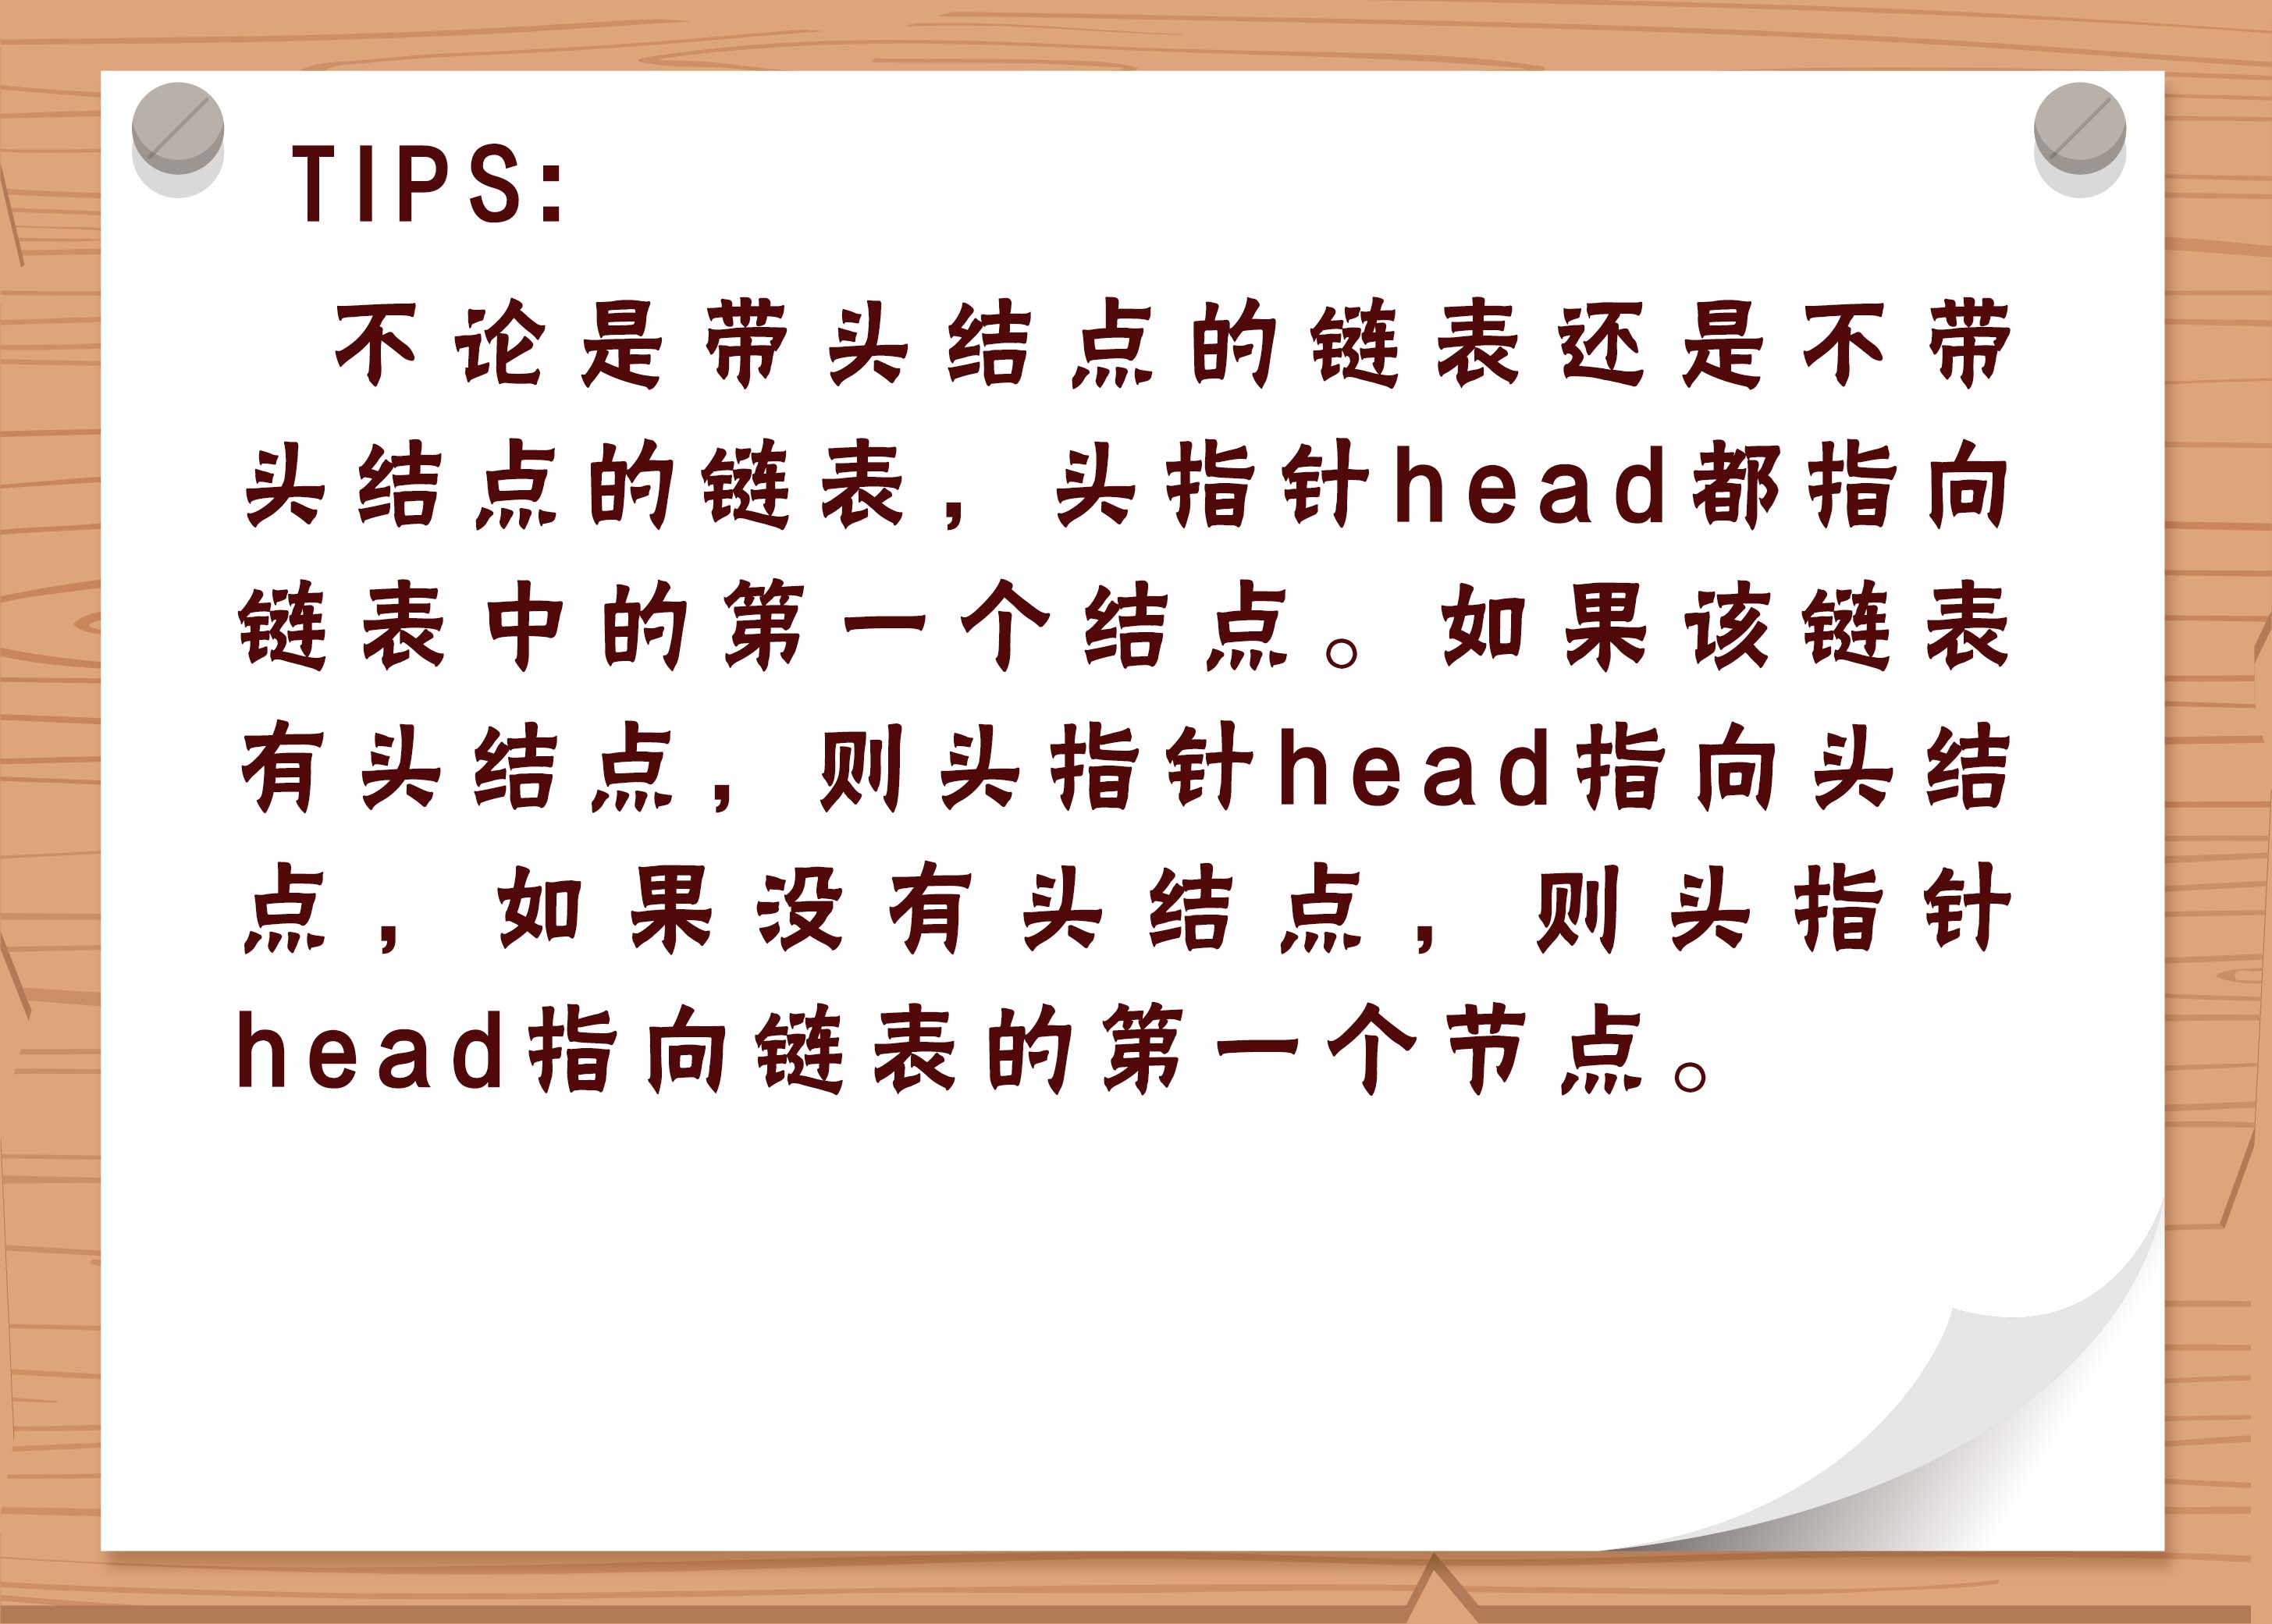 TIPS:
不论是带头结点的链表还是不带
头结点的链表，头指针head都指向
链表中的第一个结点。如果该链表
有头结点，则头指针head指向头结
点，如果没有头结点，则头指针
head指向链表的第一个节点。